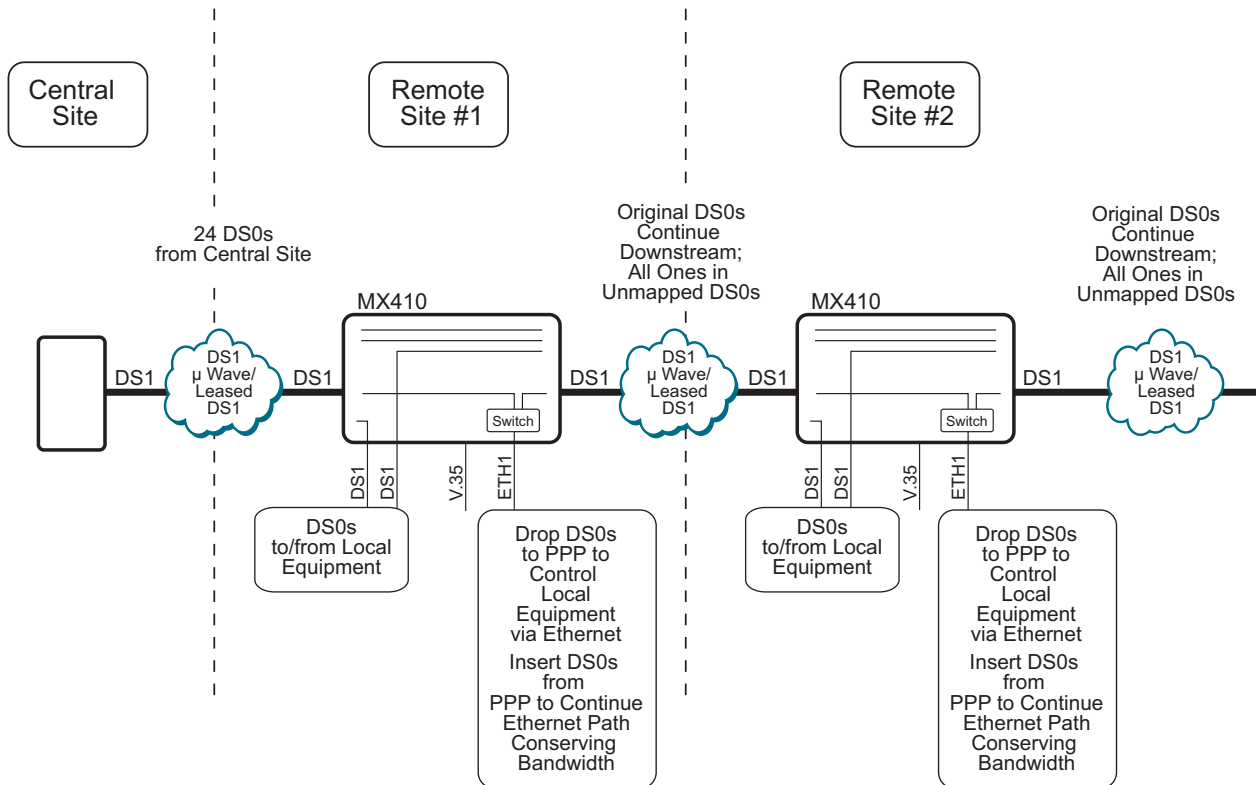 Central
Site
Remote
Site #1
Remote
Site #2
24 DS0s
from Central Site
Original DS0s
Continue
Downstream;
All Ones in
Unmapped DS0s
Original DS0s
Continue
Downstream;
All Ones in
Unmapped DS0s
MX410
MX410
DS1
DS1
µ Wave/
Leased
DS1
DS1
Switch
DS1
DS1
µ Wave/
Leased
DS1
DS1
Switch
DS1
DS1
µ Wave/
Leased
DS1
DS1
DS1
V.35
ETH1
DS1
DS1
V.35
ETH1
DS0s
to/from Local
Equipment
Drop DS0s
to PPP to
Control
Local
Equipment
via Ethernet
Insert DS0s
from
PPP to Continue
Ethernet Path
Conserving
Bandwidth
DS0s
to/from Local
Equipment
Drop DS0s
to PPP to
Control
Local
Equipment
via Ethernet
Insert DS0s
from
PPP to Continue
Ethernet Path
Conserving
Bandwidth